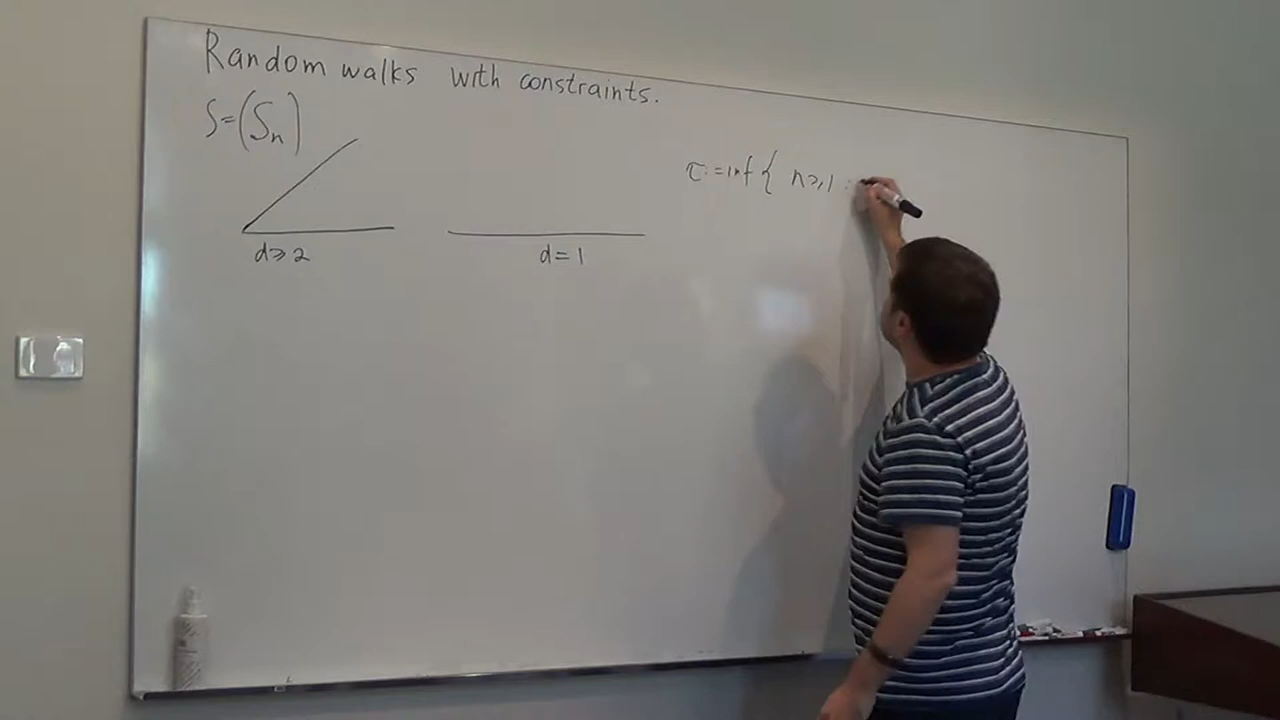 Random walks with constraints.
S=(Sₙ)
τ:=inf { n⩾1 :
d⩾2
d=1